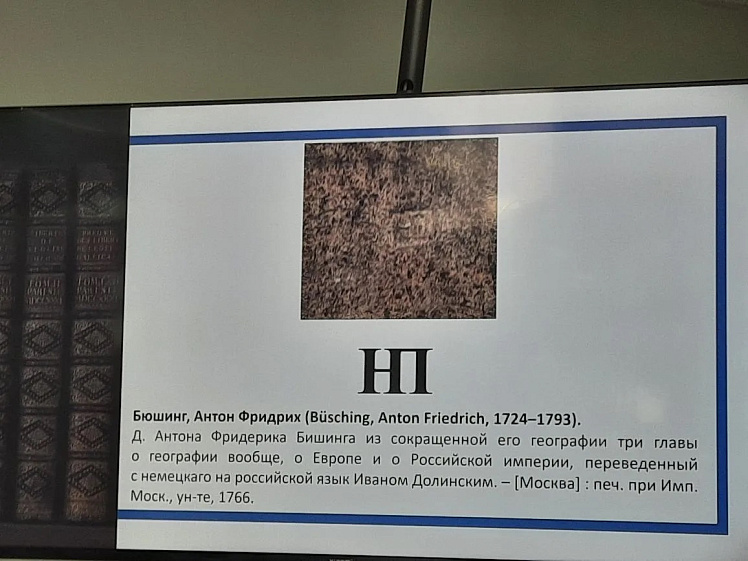 НП
Бюшинг, Антон Фридрих (Büsching, Anton Friedrich, 1724–1793).
Д. Антона Фридерика Бишинга из сокращенной его географии три главы
о географии вообще, о Европе и о Российской империи, переведенный
с немецкаго на российский язык Иваном Долинским. – [Москва] : печ. при Имп.
Моск., ун-те, 1766.